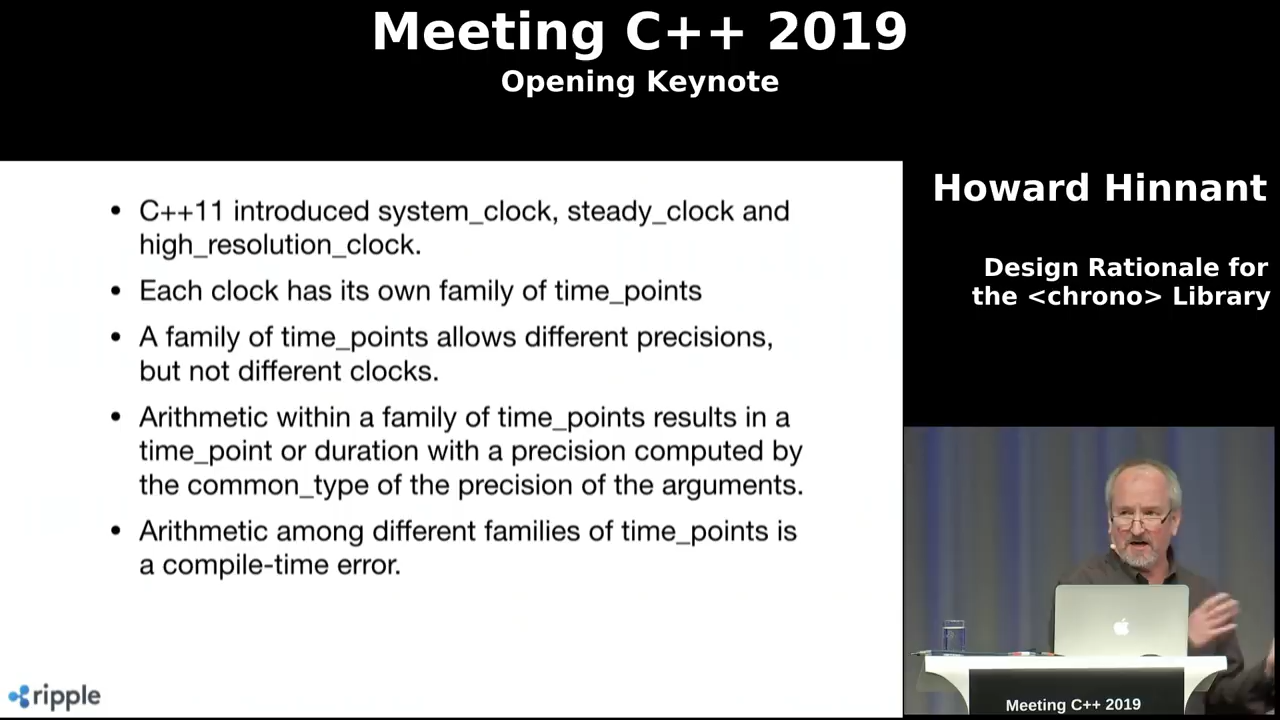 Meeting C++ 2019
Opening Keynote
• C++11 introduced system_clock, steady_clock and
high_resolution_clock.
• Each clock has its own family of time_points
• A family of time_points allows different precisions,
but not different clocks.
• Arithmetic within a family of time_points results in a
time_point or duration with a precision computed by
the common_type of the precision of the arguments.
• Arithmetic among different families of time_points is
a compile-time error.
ripple
Howard Hinnant
Design Rationale for
the <chrono> Library
Meeting C++ 2019